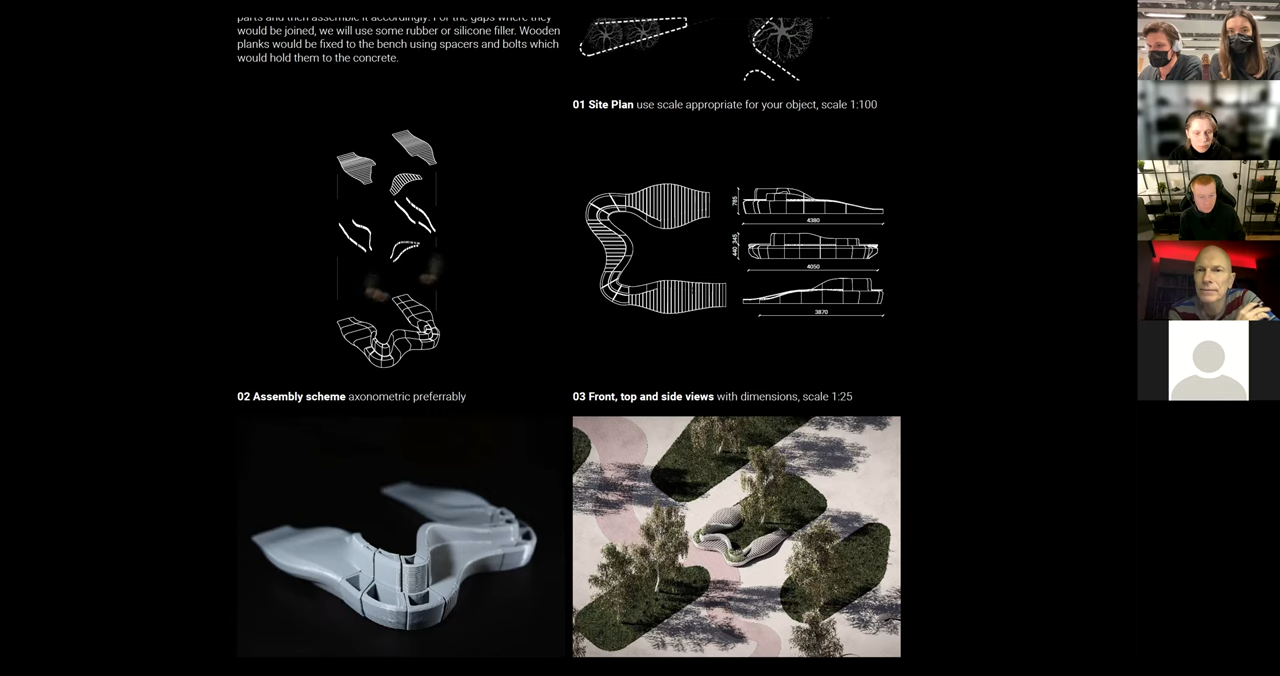 parts and then assemble it accordingly. For the gaps where they
would be joined, we will use some rubber or silicone filler. Wooden
planks would be fixed to the bench using spacers and bolts which
would hold them to the concrete.
01 Site Plan use scale appropriate for your object, scale 1:100
785
4380
440 345
4050
3870
02 Assembly scheme axonometric preferrably
03 Front, top and side views with dimensions, scale 1:25